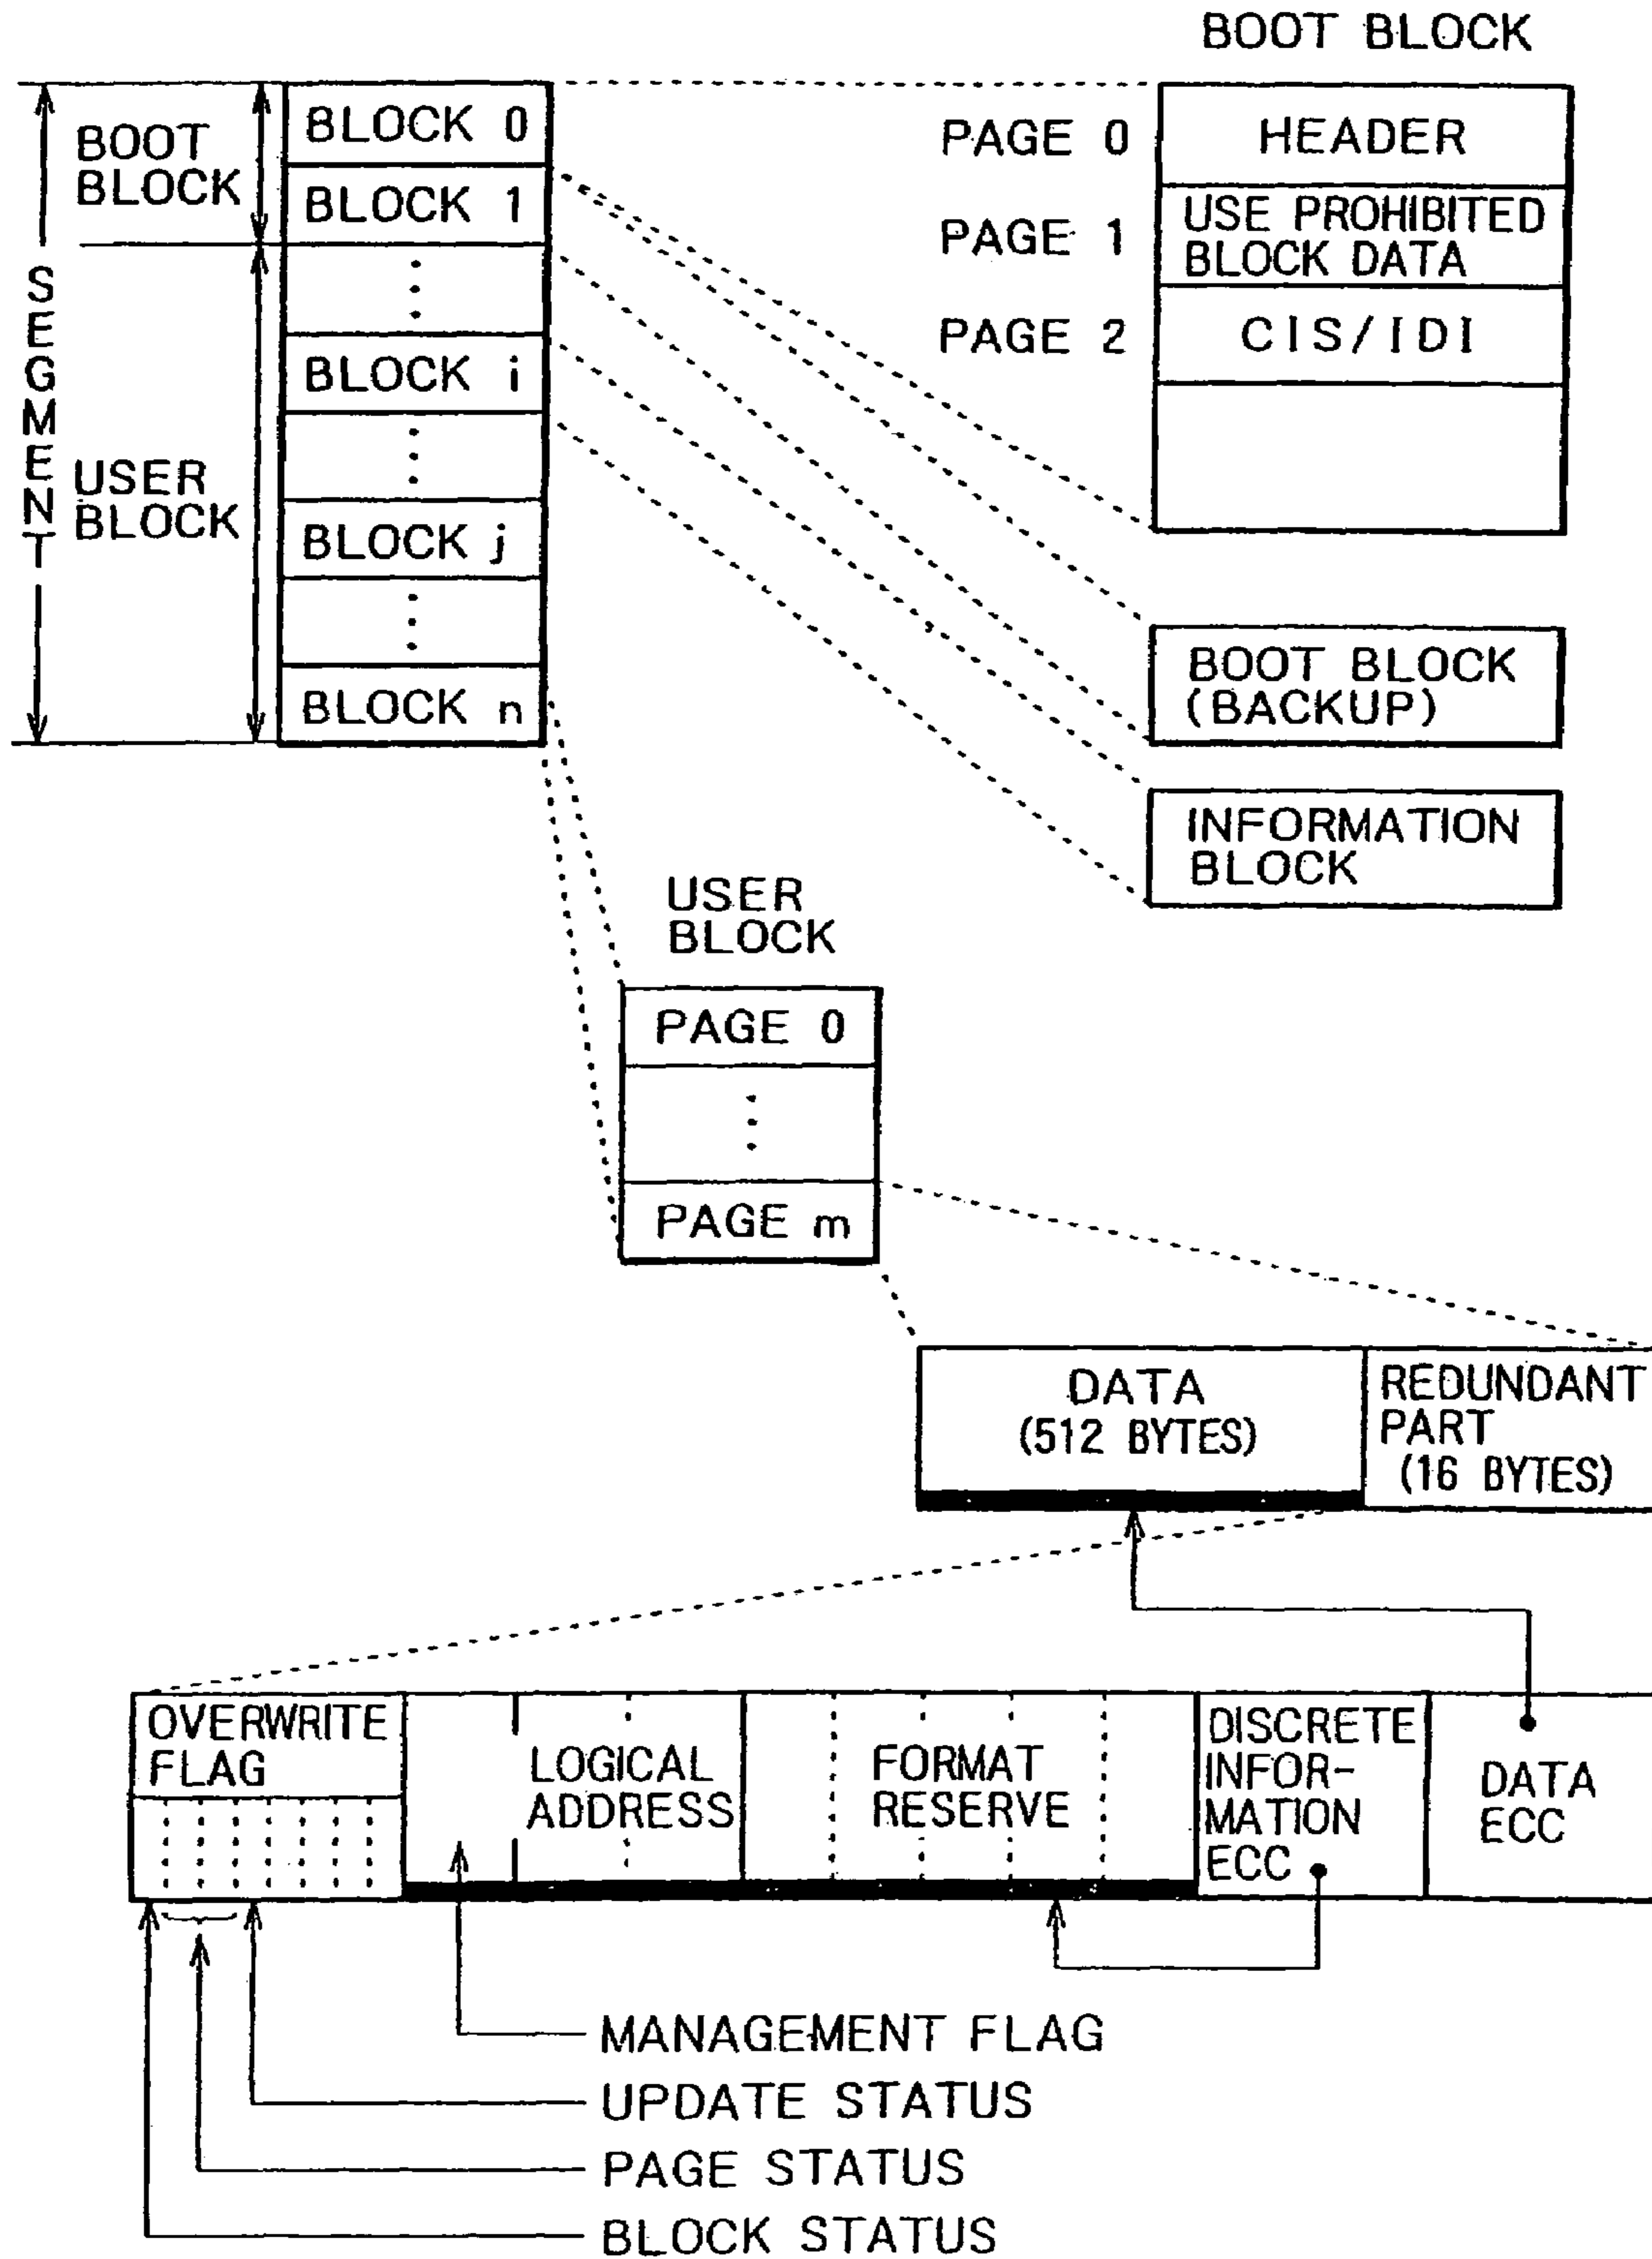 BOOT BLOCK
BLOCK 0
BLOCK 1
BLOCK i
BLOCK j
BLOCK n
BOOT
BLOCK
SEGMENT
USER
BLOCK
PAGE 0
HEADER
PAGE 1
USE PROHIBITED
BLOCK DATA
PAGE 2
CIS/IDI
BOOT BLOCK
(BACKUP)
INFORMATION
BLOCK
USER
BLOCK
PAGE 0
PAGE m
DATA
(512 BYTES)
REDUNDANT
PART
(16 BYTES)
OVERWRITE
FLAG
LOGICAL
ADDRESS
FORMAT
RESERVE
DISCRETE
INFOR-
MATION
ECC
DATA
ECC
MANAGEMENT FLAG
UPDATE STATUS
PAGE STATUS
BLOCK STATUS